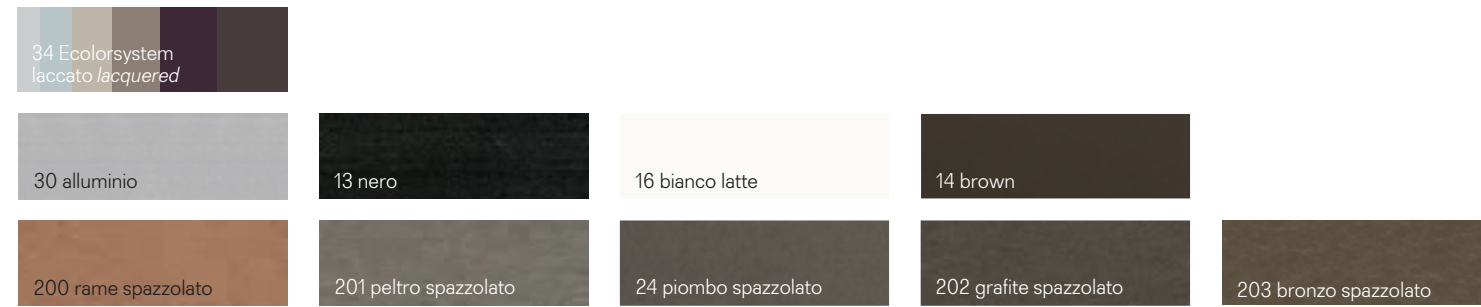 34 Ecolorsystem
laccato lacquered
30 alluminio
13 nero
16 bianco latte
14 brown
200 rame spazzolato
201 peltro spazzolato
24 piombo spazzolato
202 grafite spazzolato
203 bronzo spazzolato